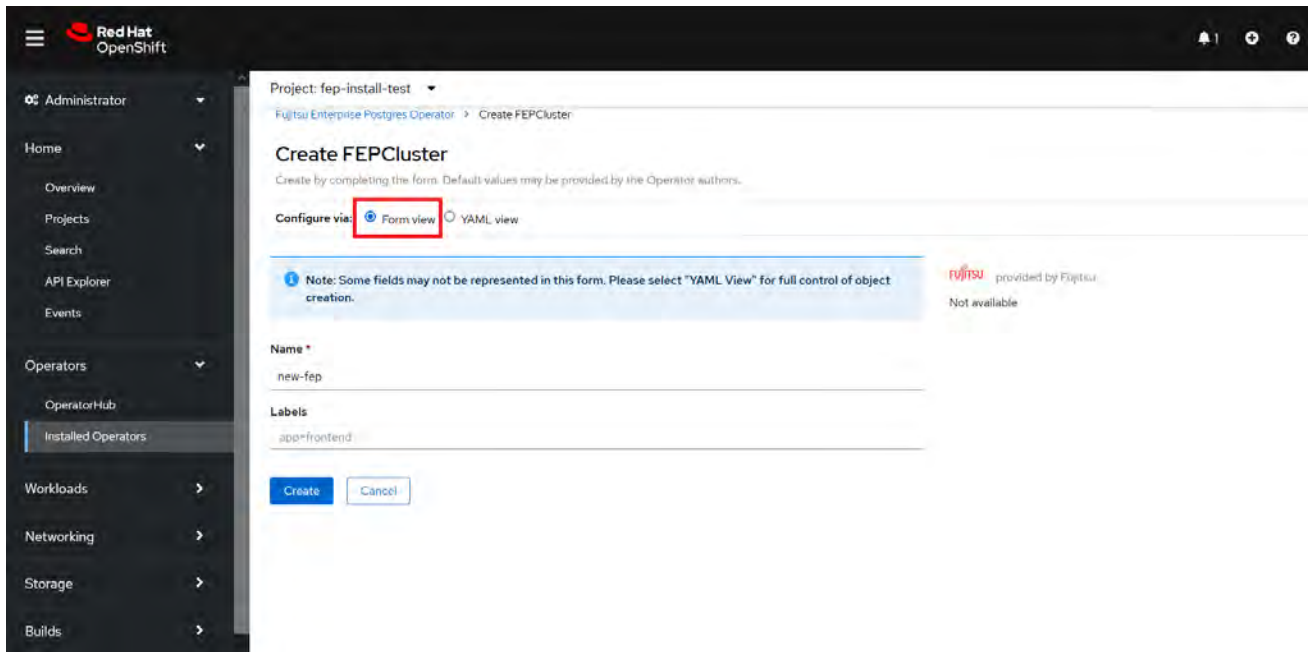 Red Hat
OpenShift
1
Administrator
Home
Overview
Projects
Search
API Explorer
Events
Operators
OperatorHub
Installed Operators
Workloads
Networking
Storage
Builds
Project: fep-install-test
Fujitsu Enterprise Postgres Operator > Create FEPCluster
Create FEPCluster
Create by completing the form. Default values may be provided by the Operator authors.
Configure via: Form view YAML view
Note: Some fields may not be represented in this form. Please select "YAML View" for full control of object
creation.
FUJITSU provided by Fujitsu
Not available
Name *
new-fep
Labels
app=frontend
Create Cancel